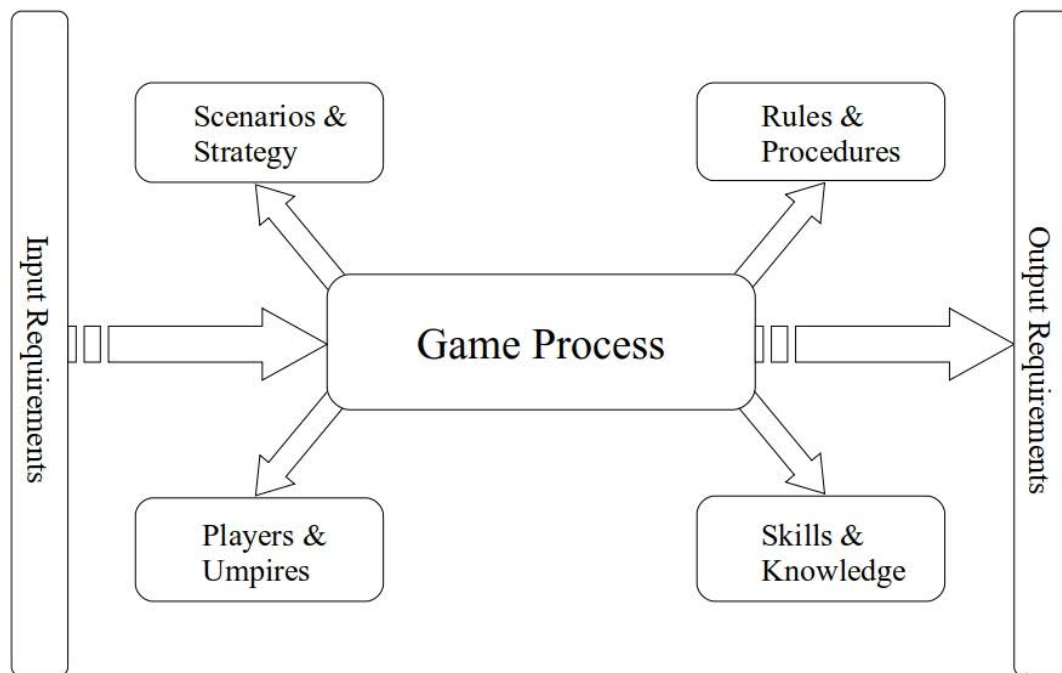 Input Requirements
Scenarios &
Strategy
Rules &
Procedures
Game Process
Players &
Umpires
Skills &
Knowledge
Output Requirements